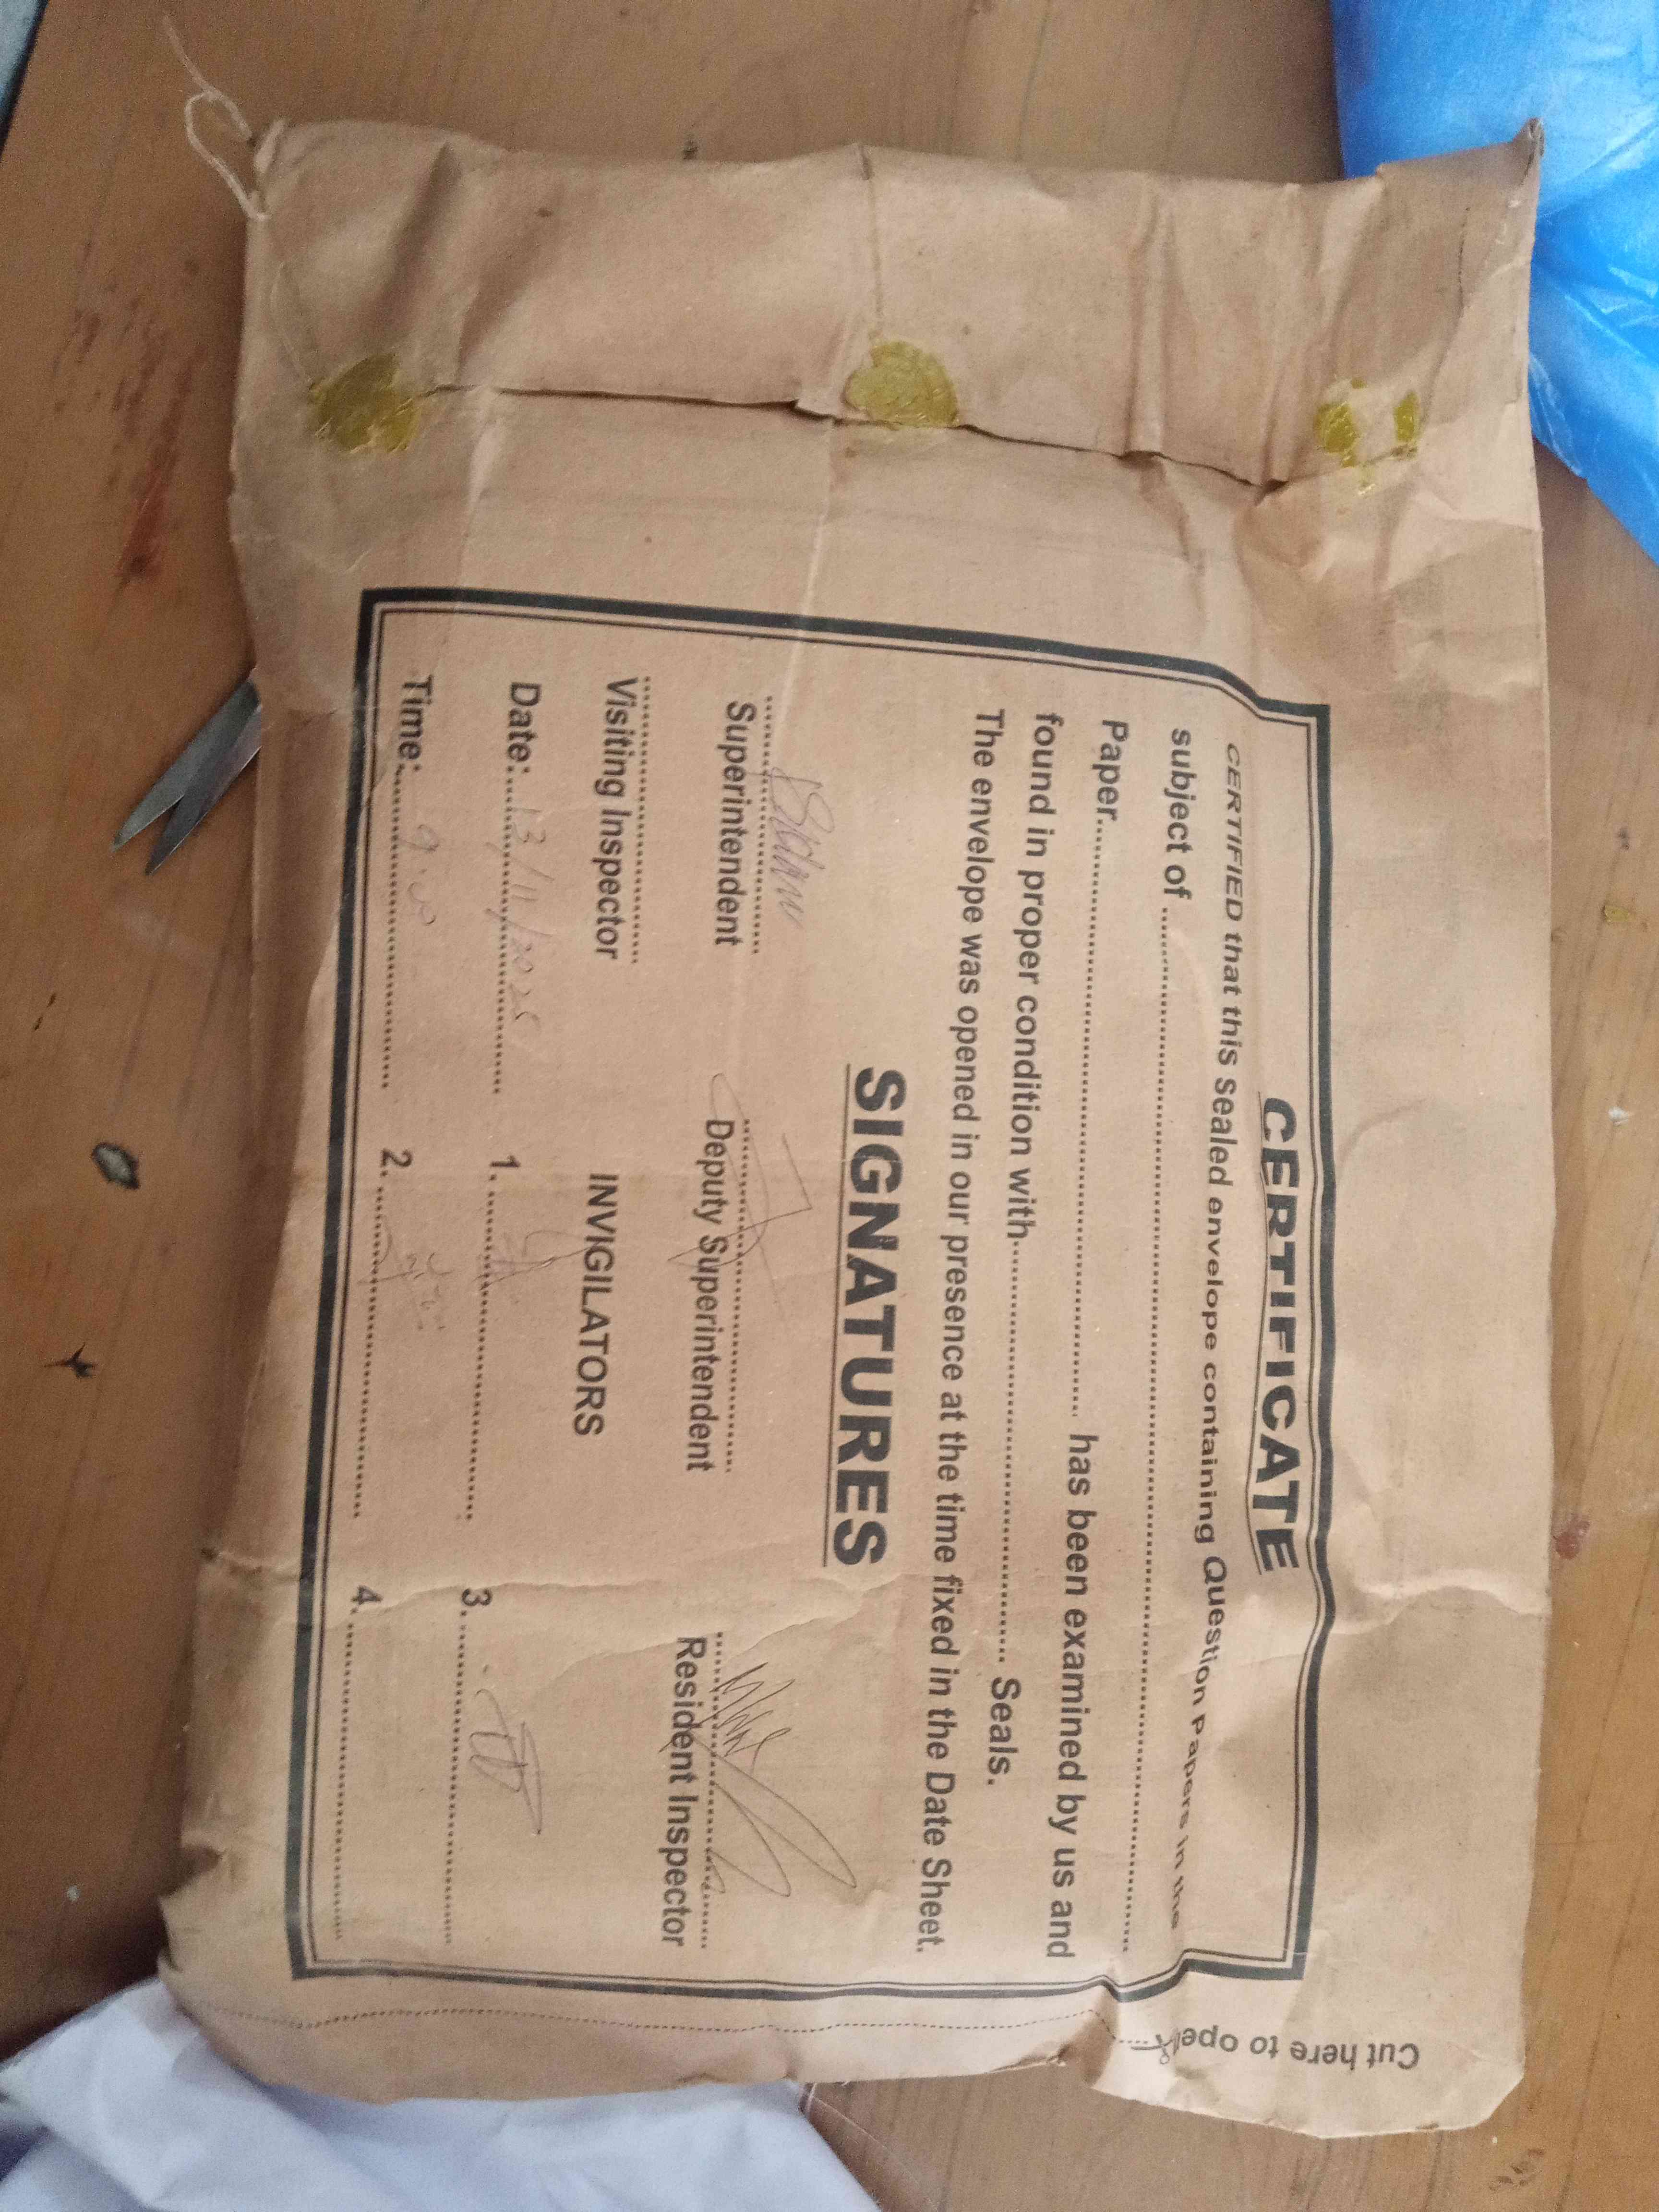 CERTIFICATE
CERTIFIED that this sealed envelope containing Question Papers in the
subject of ....................
Paper.................... has been examined by us and
found in proper condition with.................... Seals.
The envelope was opened in our presence at the time fixed in the Date Sheet.
SIGNATURES
Superintendent Deputy Superintendent Resident Inspector
Visiting Inspector INVIGILATORS
Date: 13/11/2025 1. 3.
Time: 9:00 2. 4.
Cut here to open